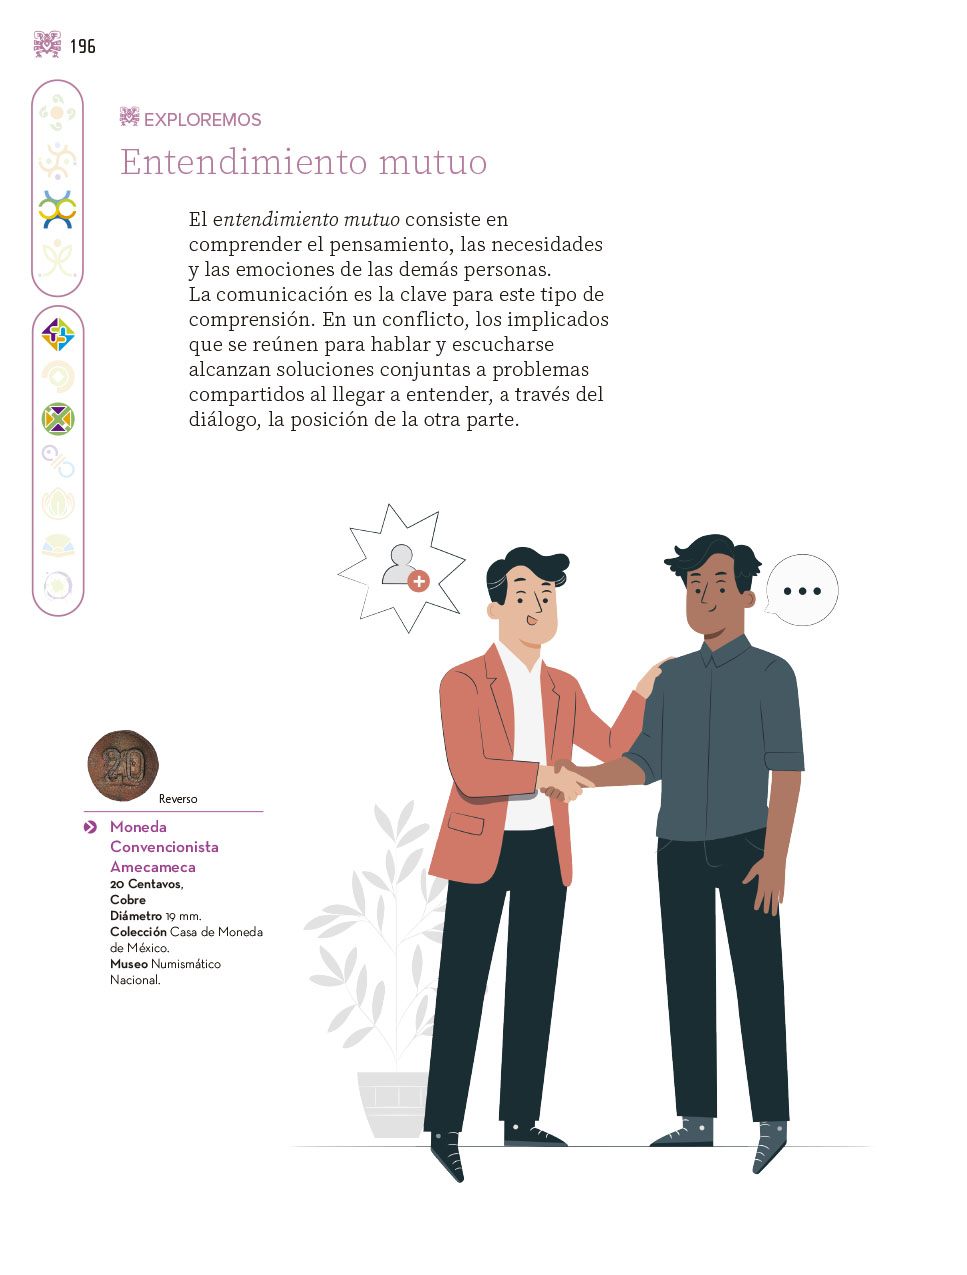 196
EXPLOREMOS
Entendimiento mutuo
El entendimiento mutuo consiste en
comprender el pensamiento, las necesidades
y las emociones de las demás personas.
La comunicación es la clave para este tipo de
comprensión. En un conflicto, los implicados
que se reúnen para hablar y escucharse
alcanzan soluciones conjuntas a problemas
compartidos al llegar a entender, a través del
diálogo, la posición de la otra parte.
20
Reverso
Moneda
Convencionista
Amecameca
20 Centavos,
Cobre
Diámetro 19 mm.
Colección Casa de Moneda
de México.
Museo Numismático
Nacional.